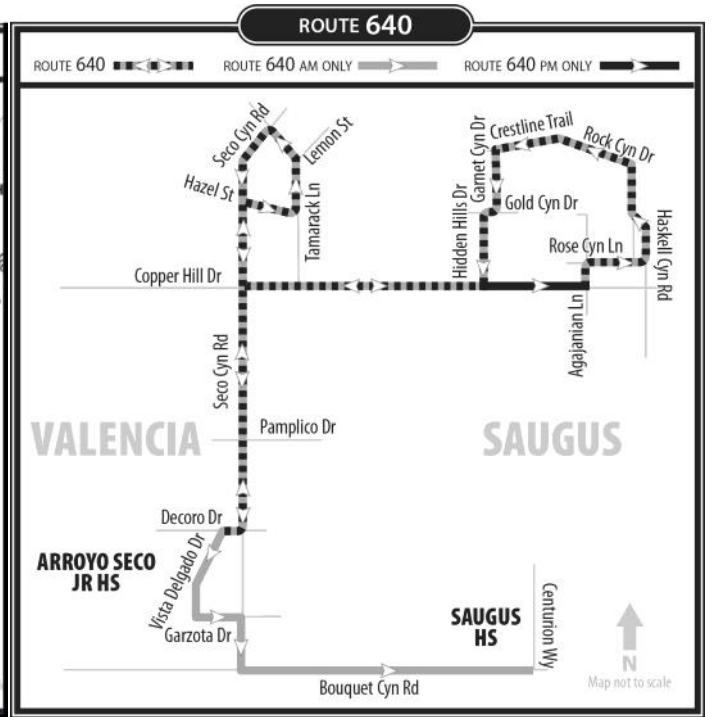 ROUTE 640
ROUTE 640
ROUTE 640 AM ONLY
ROUTE 640 PM ONLY
Seco Cyn Rd
Lemon St
Hazel St
Tamarack Ln
Garnet Cyn Dr
Crestline Trail
Rock Cyn Dr
Hidden Hills Dr
Gold Cyn Dr
Rose Cyn Ln
Haskell Cyn Rd
Copper Hill Dr
Agajanian Ln
Seco Cyn Rd
VALENCIA
Pamplico Dr
SAUGUS
Decoro Dr
ARROYO SECO
JR HS
Vista Delgado Dr
Garzota Dr
SAUGUS
HS
Centurion Wy
Bouquet Cyn Rd
N
Map not to scale